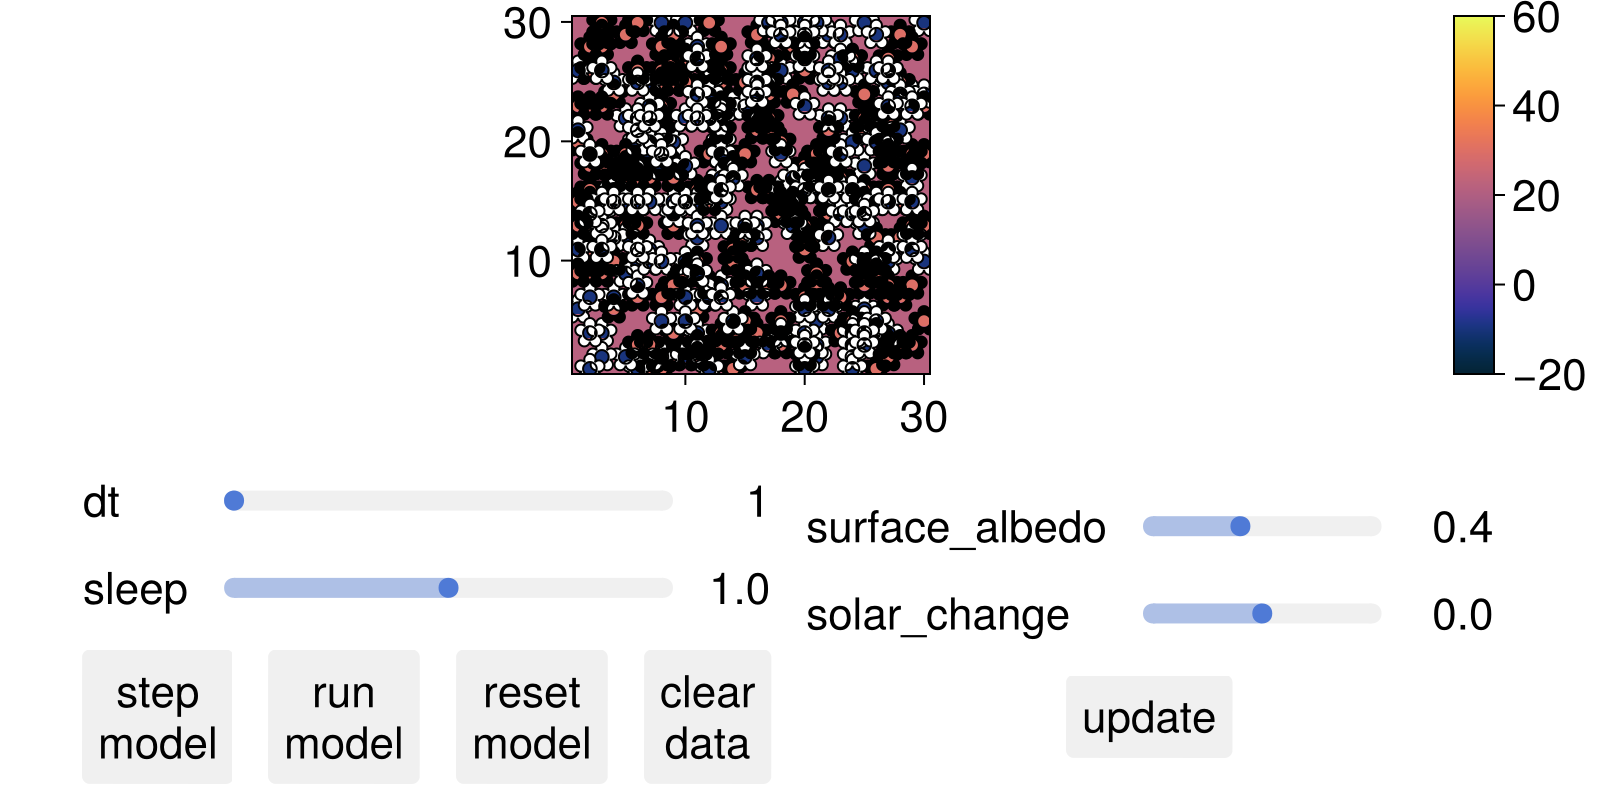 30
20
10
10 20 30
60
40
20
0
−20
dt 1
sleep 1.0
surface_albedo 0.4
solar_change 0.0
step
model
run
model
reset
model
clear
data
update